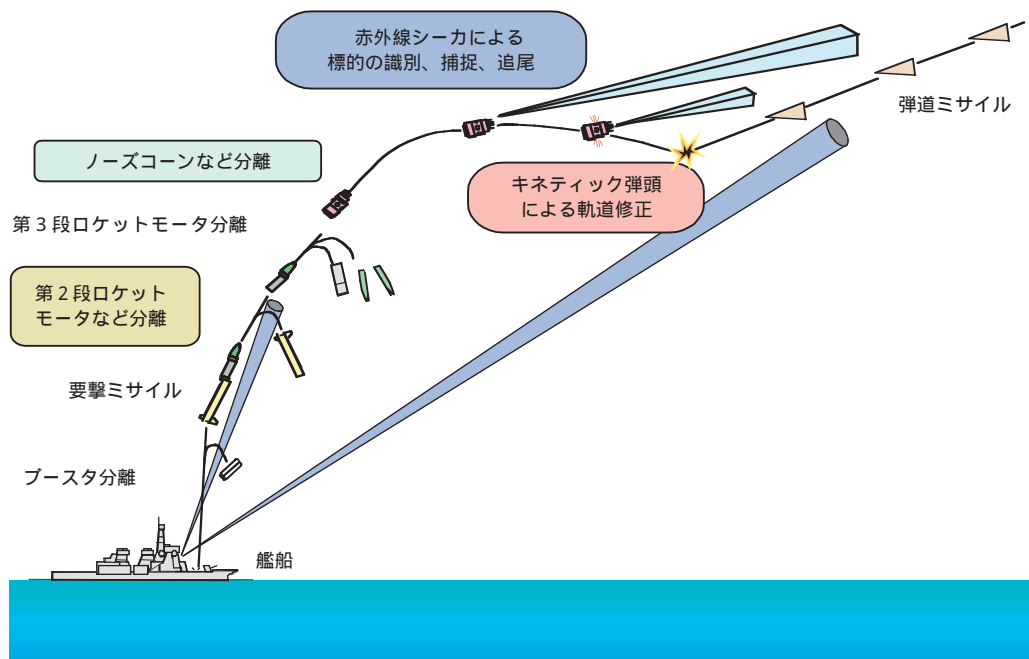 赤外線シーカによる
標的の識別、捕捉、追尾
弾道ミサイル
ノーズコーンなど分離
キネティック弾頭
による軌道修正
第3段ロケットモータ分離
第2段ロケット
モータなど分離
要撃ミサイル
ブースタ分離
艦船